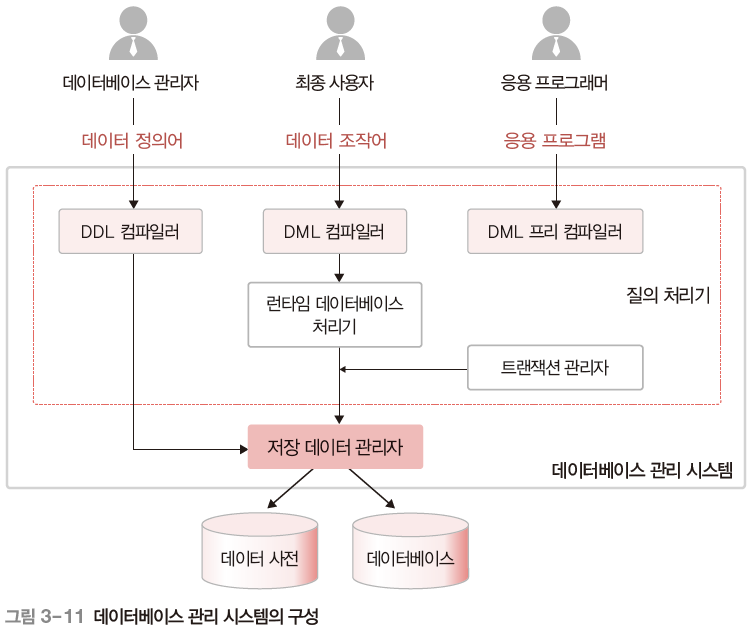 데이터베이스 관리자
최종 사용자
응용 프로그래머
데이터 정의어
데이터 조작어
응용 프로그램
DDL 컴파일러
DML 컴파일러
DML 프리 컴파일러
런타임 데이터베이스
처리기
질의 처리기
트랜잭션 관리자
저장 데이터 관리자
데이터베이스 관리 시스템
데이터 사전
데이터베이스
그림 3-11 데이터베이스 관리 시스템의 구성